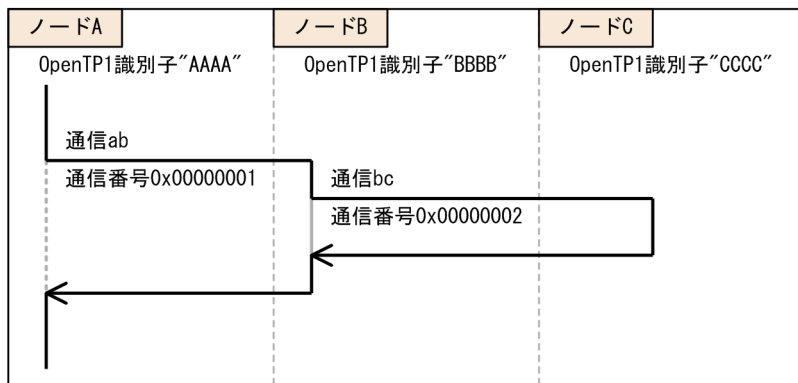 ノードA
ノードB
ノードC
OpenTP1識別子"AAAA"
OpenTP1識別子"BBBB"
OpenTP1識別子"CCCC"
通信ab
通信番号0x00000001
通信bc
通信番号0x00000002